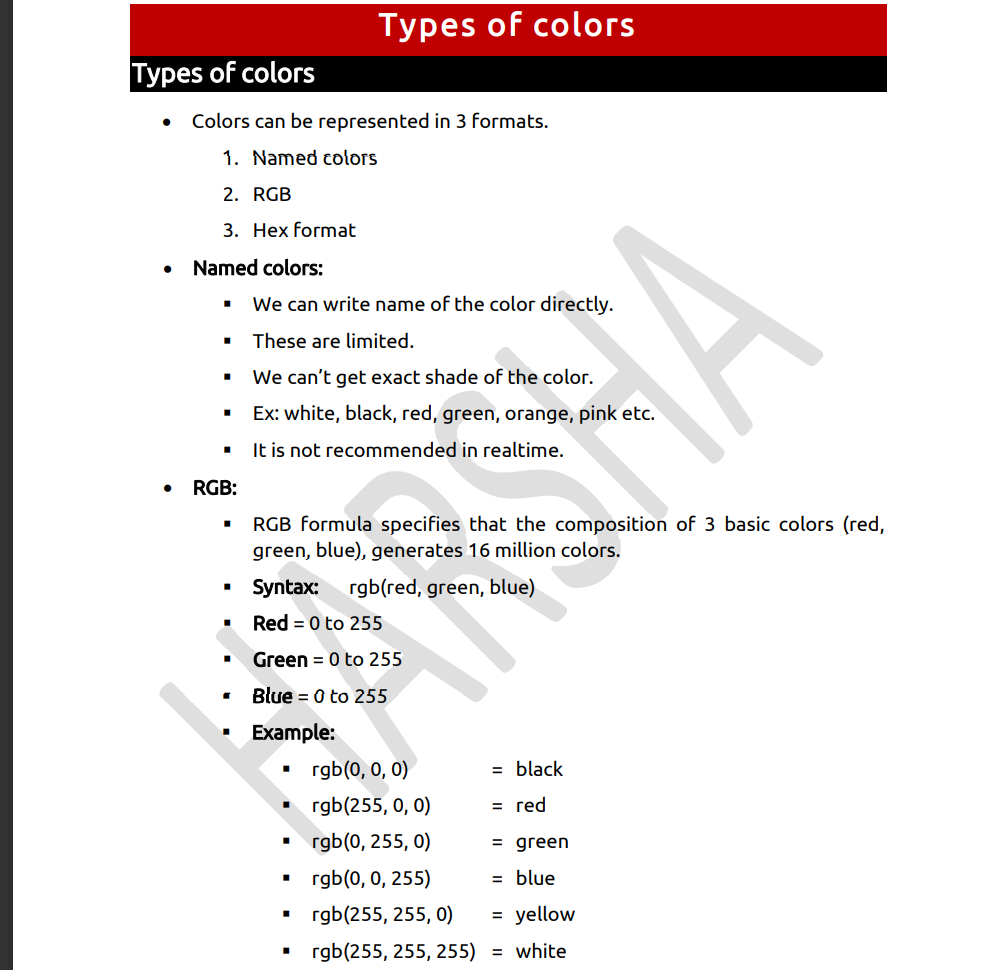 Types of colors
Types of colors
• Colors can be represented in 3 formats.
1. Named colors
2. RGB
3. Hex format
• Named colors:
▪ We can write name of the color directly.
▪ These are limited.
▪ We can’t get exact shade of the color.
▪ Ex: white, black, red, green, orange, pink etc.
▪ It is not recommended in realtime.
• RGB:
▪ RGB formula specifies that the composition of 3 basic colors (red,
green, blue), generates 16 million colors.
▪ Syntax: rgb(red, green, blue)
▪ Red = 0 to 255
▪ Green = 0 to 255
▪ Blue = 0 to 255
▪ Example:
▪ rgb(0, 0, 0) = black
▪ rgb(255, 0, 0) = red
▪ rgb(0, 255, 0) = green
▪ rgb(0, 0, 255) = blue
▪ rgb(255, 255, 0) = yellow
▪ rgb(255, 255, 255) = white
HARSHA